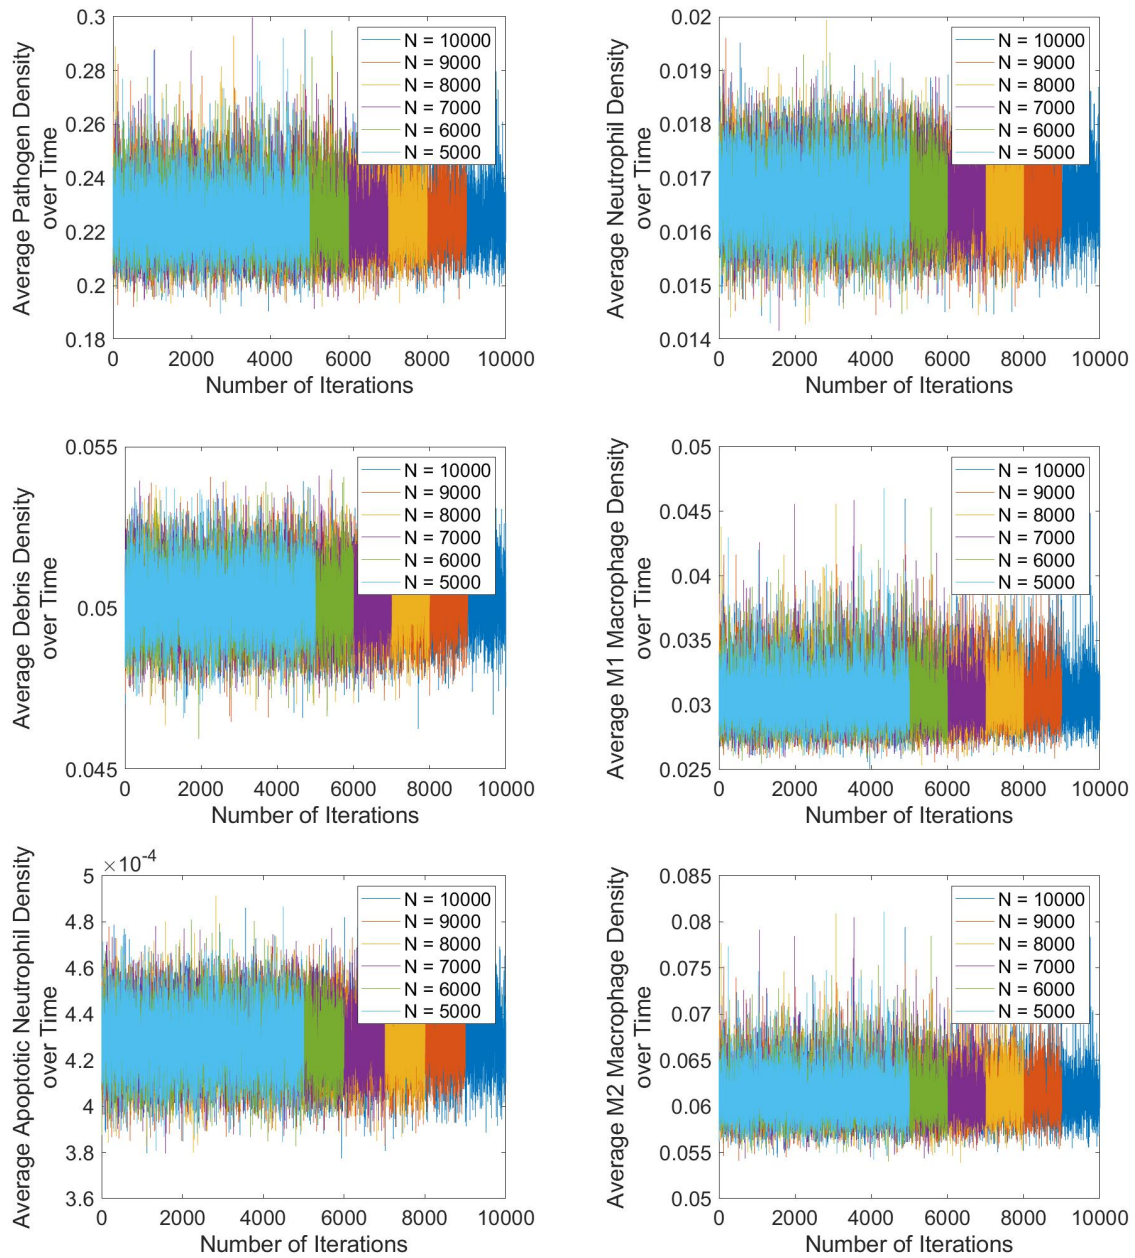 Average Pathogen Density
over Time
0.3
0.28
0.26
0.24
0.22
0.2
0.18
0 2000 4000 6000 8000 10000
Number of Iterations
N = 10000
N = 9000
N = 8000
N = 7000
N = 6000
N = 5000
Average Neutrophil Density
over Time
0.02
0.019
0.018
0.017
0.016
0.015
0.014
0 2000 4000 6000 8000 10000
Number of Iterations
N = 10000
N = 9000
N = 8000
N = 7000
N = 6000
N = 5000
Average Debris Density
over Time
0.055
0.05
0.045
0 2000 4000 6000 8000 10000
Number of Iterations
N = 10000
N = 9000
N = 8000
N = 7000
N = 6000
N = 5000
Average M1 Macrophage Density
over Time
0.05
0.045
0.04
0.035
0.03
0.025
0 2000 4000 6000 8000 10000
Number of Iterations
N = 10000
N = 9000
N = 8000
N = 7000
N = 6000
N = 5000
Average Apoptotic Neutrophil Density
over Time
×10-4
5
4.8
4.6
4.4
4.2
4
3.8
3.6
0 2000 4000 6000 8000 10000
Number of Iterations
N = 10000
N = 9000
N = 8000
N = 7000
N = 6000
N = 5000
Average M2 Macrophage Density
over Time
0.085
0.08
0.075
0.07
0.065
0.06
0.055
0.05
0 2000 4000 6000 8000 10000
Number of Iterations
N = 10000
N = 9000
N = 8000
N = 7000
N = 6000
N = 5000